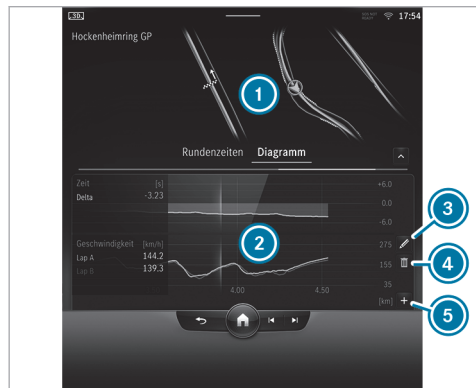 SD
17:54
Hockenheimring GP
1
Rundenzeiten Diagramm
Zeit [s] +6.0
Delta -3.23 0.0
-6.0
3
Geschwindigkeit [km/h] 2 275
Lap A 144.2 155 4
Lap B 139.3
35
4.00 4.50
[km] + 5